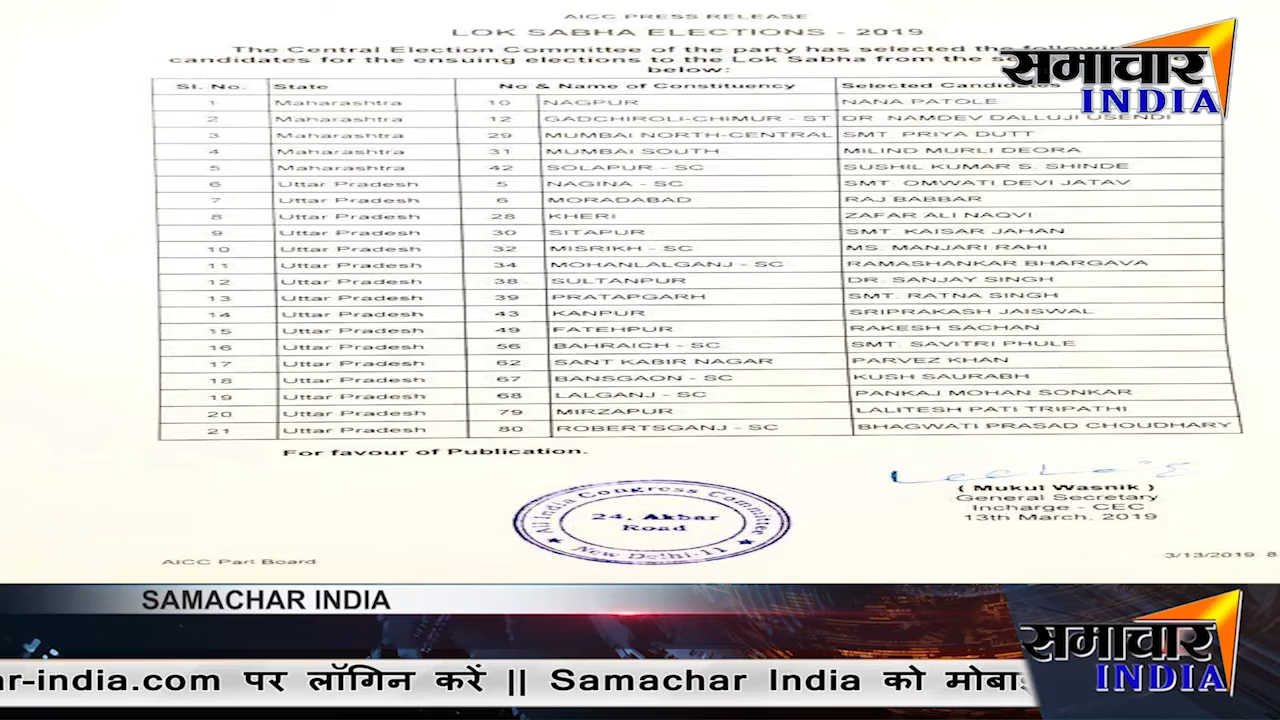 AICC PRESS RELEASE
LOK SABHA ELECTIONS - 2019
The Central Election Committee of the party has selected the following
candidates for the ensuing elections to the Lok Sabha from the
below:
Sl. No. State No & Name of Constituency Selected Candidates
1 Maharashtra 10 NAGPUR NANA PATOLE
2 Maharashtra 12 GADCHIROLI-CHIMUR - ST DR. NAMDEV DALLUJI USENDI
3 Maharashtra 29 MUMBAI NORTH-CENTRAL SMT PRIYA DUTT
4 Maharashtra 31 MUMBAI SOUTH MILIND MURLI DEORA
5 Maharashtra 42 SOLAPUR - SC SUSHIL KUMAR S. SHINDE
6 Uttar Pradesh 5 NAGINA - SC SMT. OMWATI DEVI JATAV
7 Uttar Pradesh 6 MORADABAD RAJ BABBAR
8 Uttar Pradesh 28 KHERI ZAFAR ALI NAQVI
9 Uttar Pradesh 30 SITAPUR SMT. KAISAR JAHAN
10 Uttar Pradesh 32 MISRIKH - SC MS. MANJARI RAHI
11 Uttar Pradesh 34 MOHANLALGANJ - SC RAMASHANKAR BHARGAVA
12 Uttar Pradesh 38 SULTANPUR DR. SANJAY SINGH
13 Uttar Pradesh 39 PRATAPGARH SMT. RATNA SINGH
14 Uttar Pradesh 43 KANPUR SRIPRAKASH JAISWAL
15 Uttar Pradesh 49 FATEHPUR RAKESH SACHAN
16 Uttar Pradesh 56 BAHRAICH - SC SMT. SAVITRI PHULE
17 Uttar Pradesh 62 SANT KABIR NAGAR PARVEZ KHAN
18 Uttar Pradesh 67 BANSGAON - SC KUSH SAURABH
19 Uttar Pradesh 68 LALGANJ - SC PANKAJ MOHAN SONKAR
20 Uttar Pradesh 79 MIRZAPUR LALITESH PATI TRIPATHI
21 Uttar Pradesh 80 ROBERTSGANJ - SC BHAGWATI PRASAD CHOUDHARY
For favour of Publication.
( Mukul Wasnik )
General Secretary
Incharge - CEC
13th March, 2019
All India Congress Committee
24, Akbar
Road
New Delhi-11
AICC Part Board
3/13/2019 8
समाचार
INDIA
SAMACHAR INDIA
ar-india.com पर लॉगिन करें || Samachar India को
समाचार
INDIA